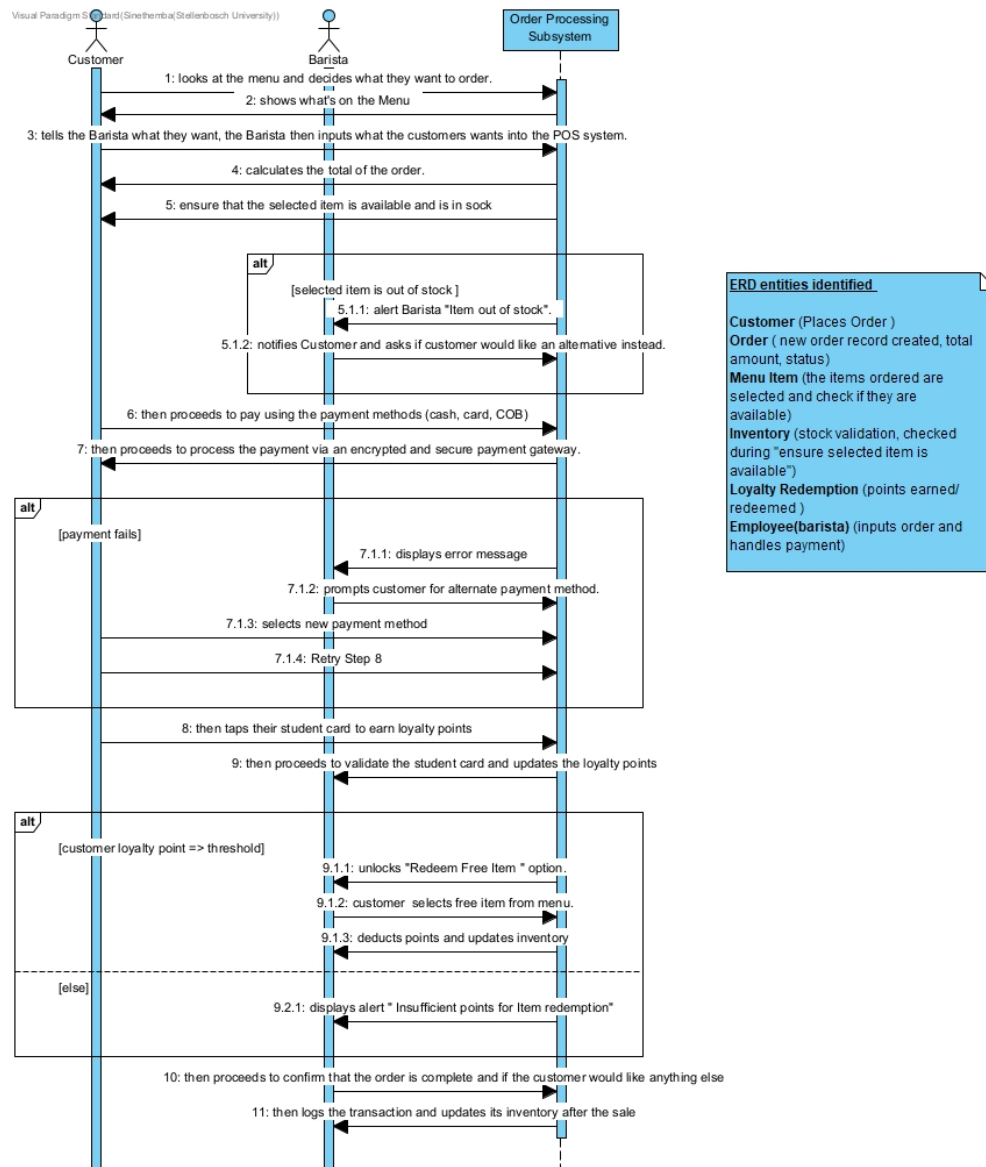 Visual Paradigm Standard(Sinethemba(Stellenbosch University))
Customer
Barista
Order Processing
Subsystem
1: looks at the menu and decides what they want to order.
2: shows what's on the Menu
3: tells the Barista what they want, the Barista then inputs what the customers wants into the POS system.
4: calculates the total of the order.
5: ensure that the selected item is available and is in sock
alt
[selected item is out of stock ]
5.1.1: alert Barista "Item out of stock".
5.1.2: notifies Customer and asks if customer would like an alternative instead.
6: then proceeds to pay using the payment methods (cash, card, COB)
7: then proceeds to process the payment via an encrypted and secure payment gateway.
alt
[payment fails]
7.1.1: displays error message
7.1.2: prompts customer for alternate payment method.
7.1.3: selects new payment method
7.1.4: Retry Step 8
8: then taps their student card to earn loyalty points
9: then proceeds to validate the student card and updates the loyalty points
alt
[customer loyalty point => threshold]
9.1.1: unlocks "Redeem Free Item " option.
9.1.2: customer  selects free item from menu.
9.1.3: deducts points and updates inventory
[else]
9.2.1: displays alert " Insufficient points for Item redemption"
10: then proceeds to confirm that the order is complete and if the customer would like anything else
11: then logs the transaction and updates its inventory after the sale
ERD entities identified
Customer (Places Order )
Order ( new order record created, total
amount, status)
Menu Item (the items ordered are
selected and check if they are
available)
Inventory (stock validation, checked
during "ensure selected item is
available")
Loyalty Redemption (points earned/
redeemed )
Employee(barista) (inputs order and
handles payment)